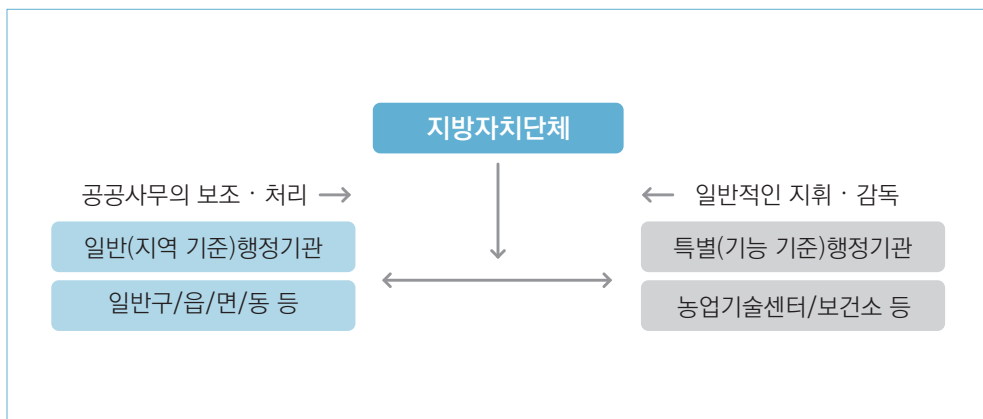 지방자치단체
공공사무의 보조 · 처리 →
← 일반적인 지휘 · 감독
일반(지역 기준)행정기관
특별(기능 기준)행정기관
일반구/읍/면/동 등
농업기술센터/보건소 등